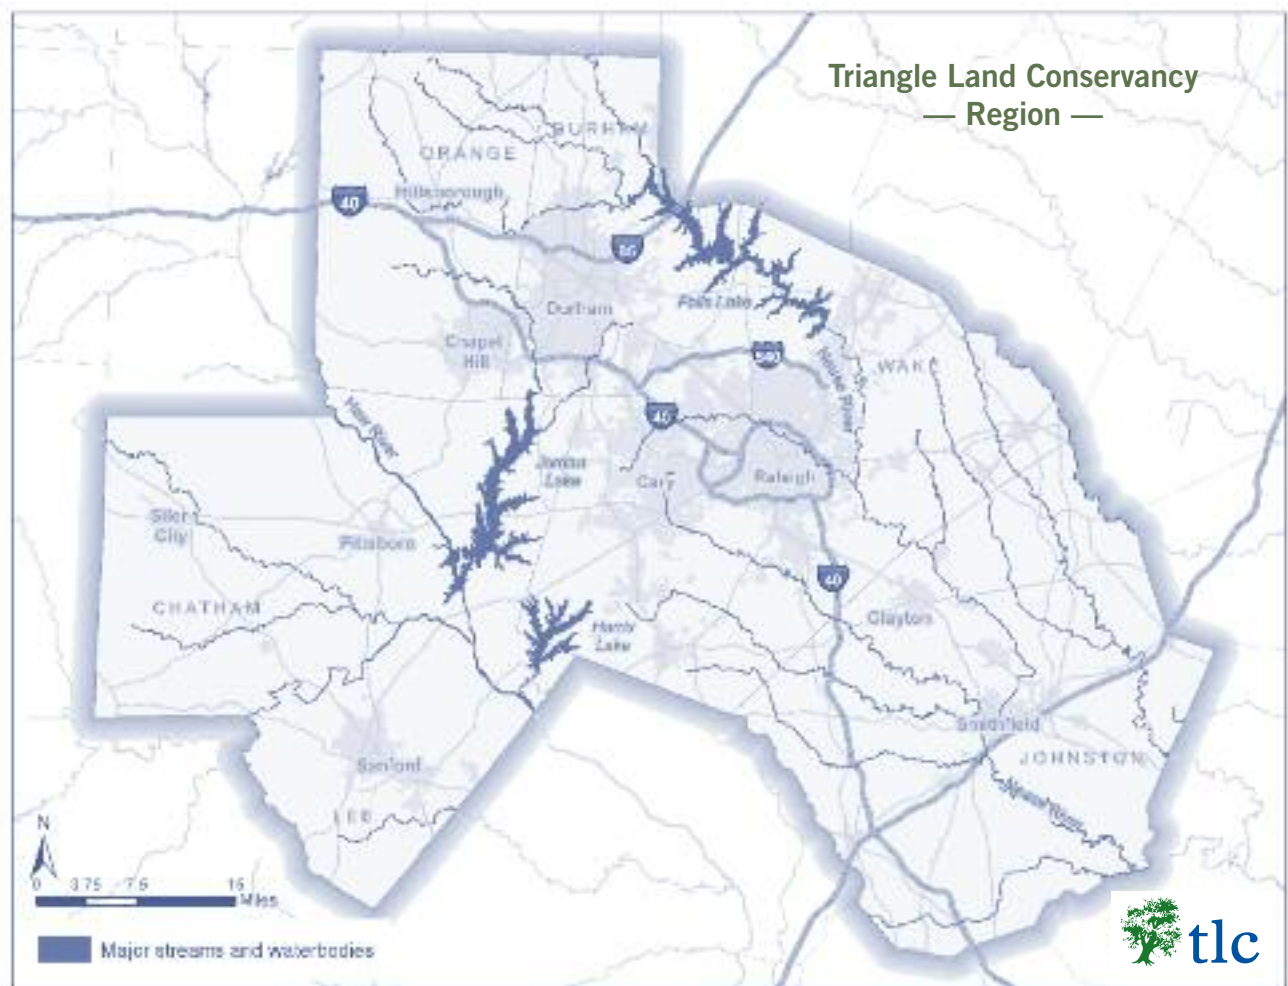 Triangle Land Conservancy
— Region —
DURHAM
ORANGE
Hillsborough
40
85
Durham
Falls Lake
Chapel
Hill
540
WAKE
Neuse River
40
Haw River
Jordan
Lake
Cary
Raleigh
Siler
City
Pittsboro
40
CHATHAM
Harris
Lake
Clayton
Smithfield
JOHNSTON
Sanford
Neuse River
LEE
N
0 3.75 7.5 15
Miles
Major streams and waterbodies
tlc